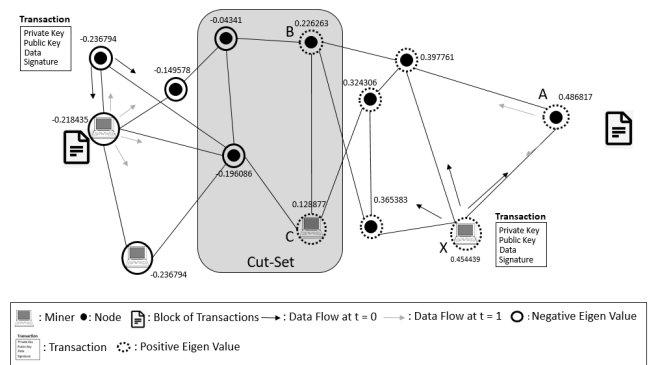 Transaction
Private Key
Public Key
Data
Signature
-0.236794
-0.04341
B
0.226263
0.397761
-0.149578
0.324306
A
0.486817
-0.218435
-0.196086
0.128877
C
0.365383
Transaction
Private Key
Public Key
Data
Signature
X
0.454439
-0.236794
Cut-Set
: Miner : Node : Block of Transactions : Data Flow at t = 0 : Data Flow at t = 1 : Negative Eigen Value
Transaction
Private Key
Public Key
Data
Signature
: Transaction : Positive Eigen Value